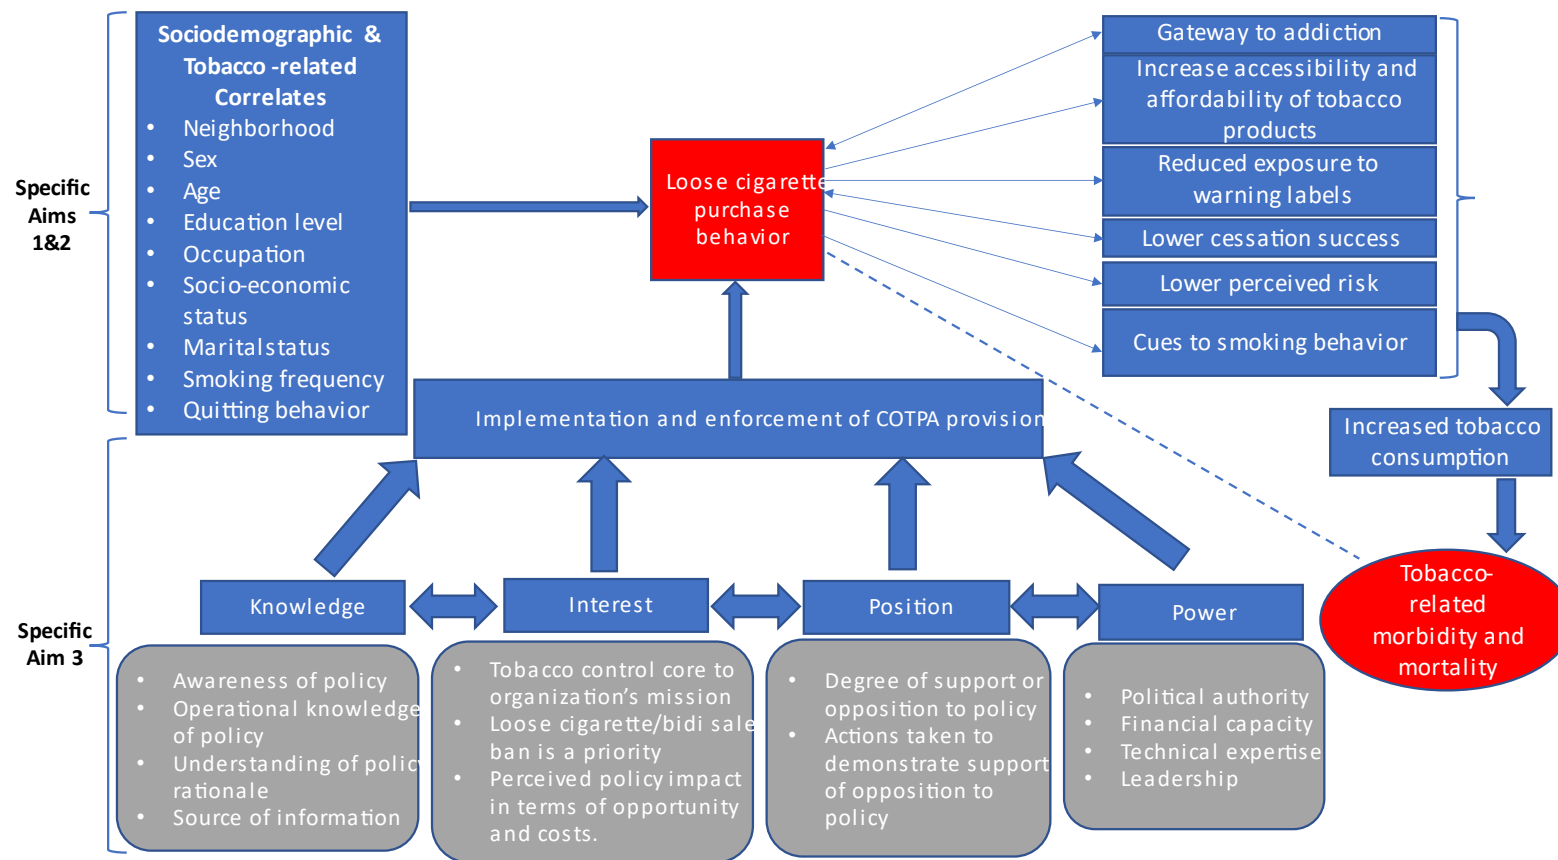 Sociodemographic &
Tobacco -related
Correlates
• Neighborhood
• Sex
• Age
• Education level
• Occupation
• Socio-economic
status
• Maritalstatus
• Smoking frequency
• Quitting behavior
Specific
Aims
1&2
Loose cigarette
purchase
behavior
Gateway to addiction
Increase accessibility and
affordability of tobacco
products
Reduced exposure to
warning labels
Lower cessation success
Lower perceived risk
Cues to smoking behavior
Implementation and enforcement of COTPA provision
Increased tobacco
consumption
Tobacco-
related
morbidity and
mortality
Specific
Aim 3
Knowledge
Interest
Position
Power
• Awareness of policy
• Operational knowledge
of policy
• Understanding of policy
rationale
• Source of information
• Tobacco control core to
organization’s mission
• Loose cigarette/bidi sale
ban is a priority
• Perceived policy impact
in terms of opportunity
and costs.
• Degree of support or
opposition to policy
• Actions taken to
demonstrate support
of opposition to
policy
• Political authority
• Financial capacity
• Technical expertise
• Leadership